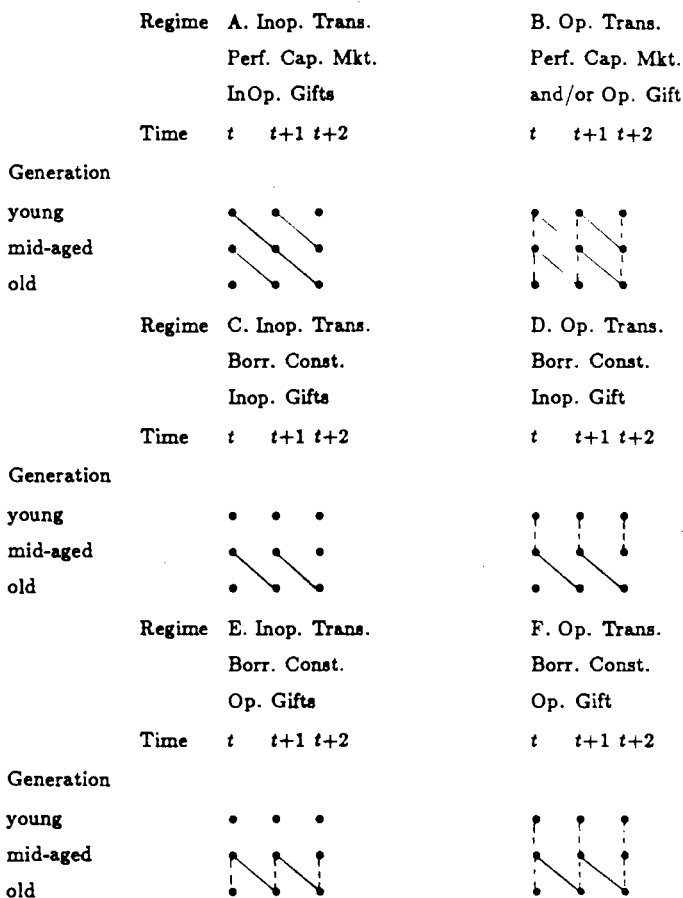 Regime A. Inop. Trans. B. Op. Trans.
Perf. Cap. Mkt. Perf. Cap. Mkt.
InOp. Gifts and/or Op. Gift
Time t t+1 t+2 t t+1 t+2
Generation
young
mid-aged
old
Regime C. Inop. Trans. D. Op. Trans.
Borr. Const. Borr. Const.
Inop. Gifts Inop. Gift
Time t t+1 t+2 t t+1 t+2
Generation
young
mid-aged
old
Regime E. Inop. Trans. F. Op. Trans.
Borr. Const. Borr. Const.
Op. Gifts Op. Gift
Time t t+1 t+2 t t+1 t+2
Generation
young
mid-aged
old